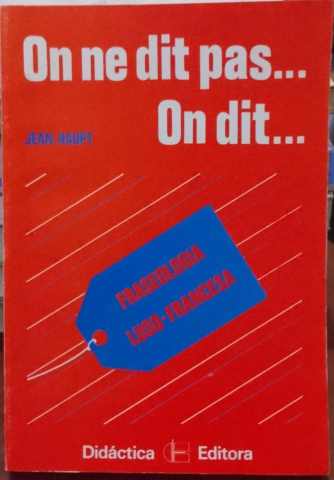 On ne dit pas...
On dit...
JEAN HAUPT
FRASEOLOGIA
LUSO-FRANCESA
Didáctica Editora